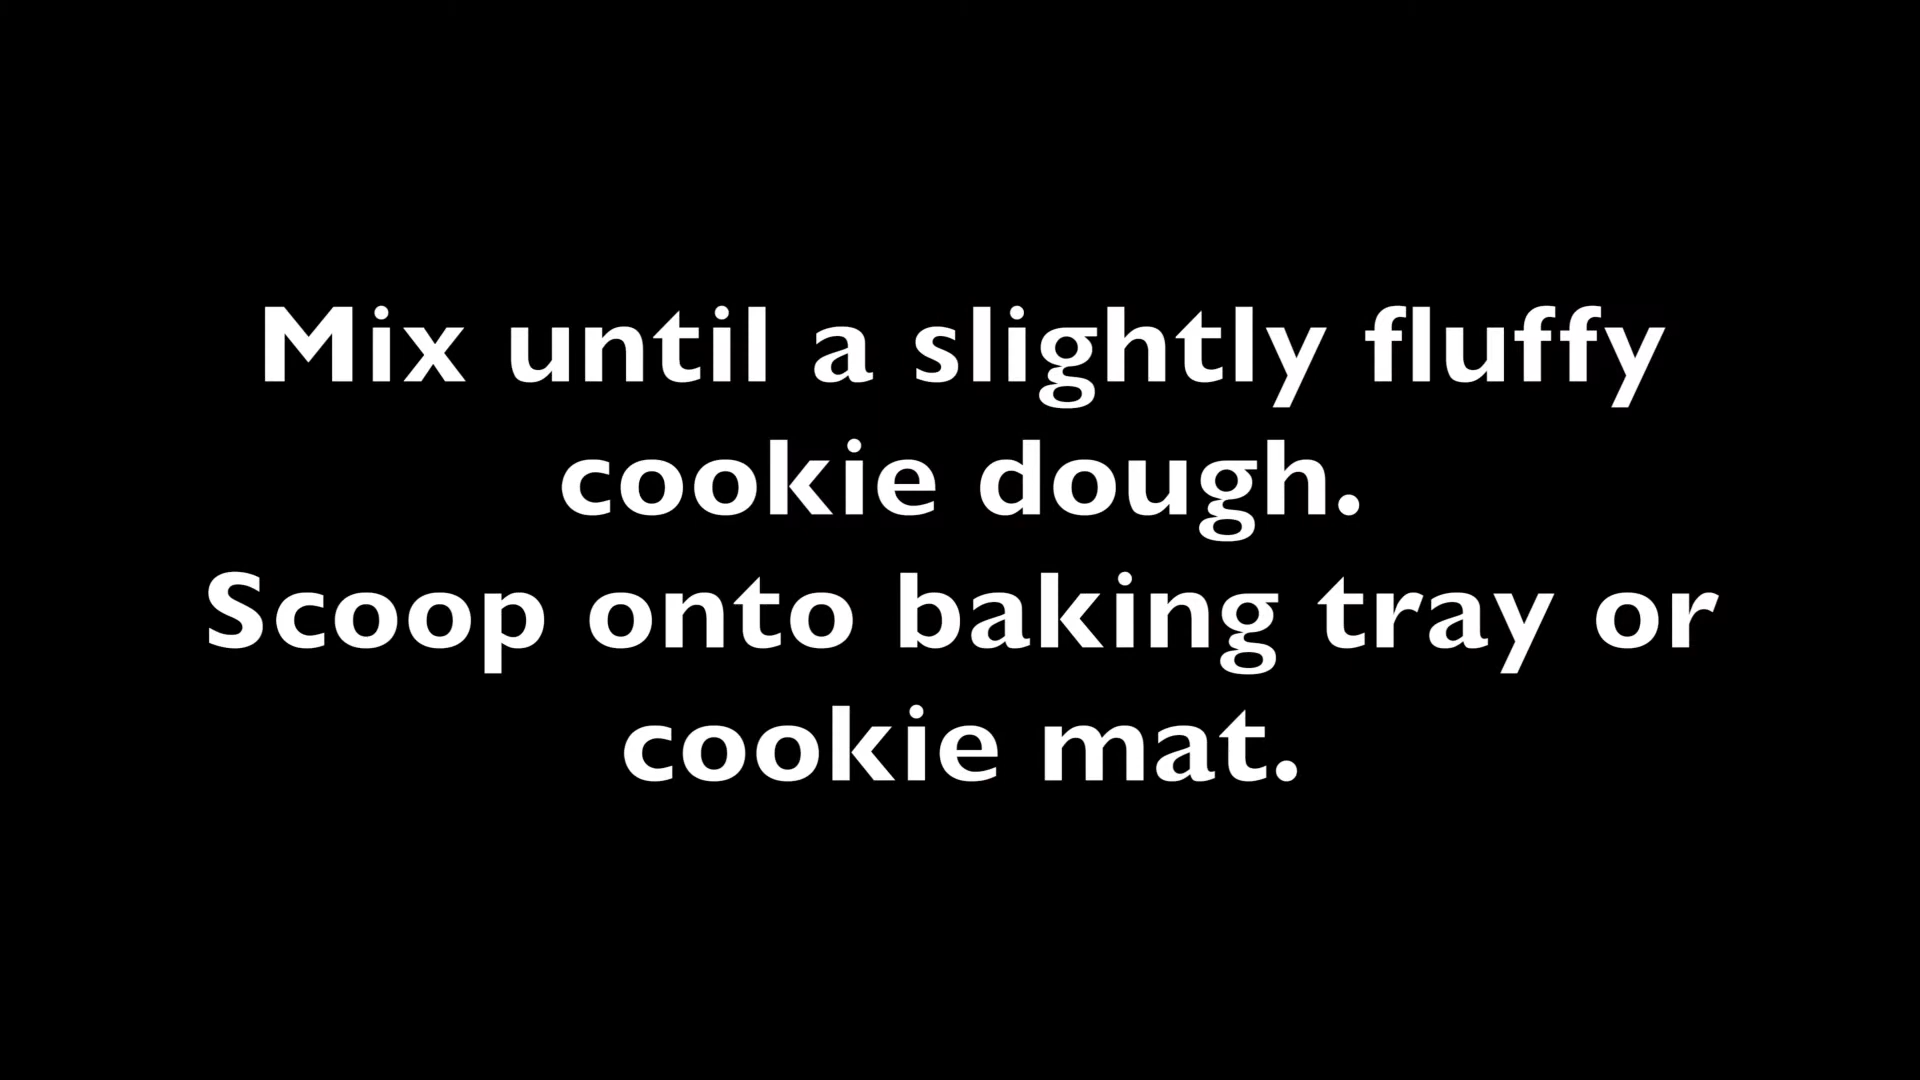 Mix until a slightly fluffy
cookie dough.
Scoop onto baking tray or
cookie mat.